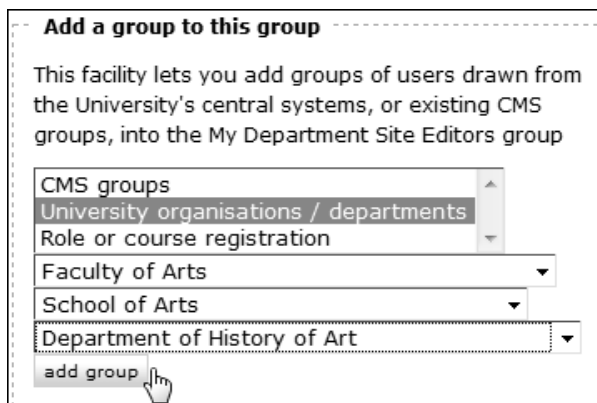 Add a group to this group
This facility lets you add groups of users drawn from
the University's central systems, or existing CMS
groups, into the My Department Site Editors group
CMS groups
University organisations / departments
Role or course registration
Faculty of Arts
School of Arts
Department of History of Art
add group